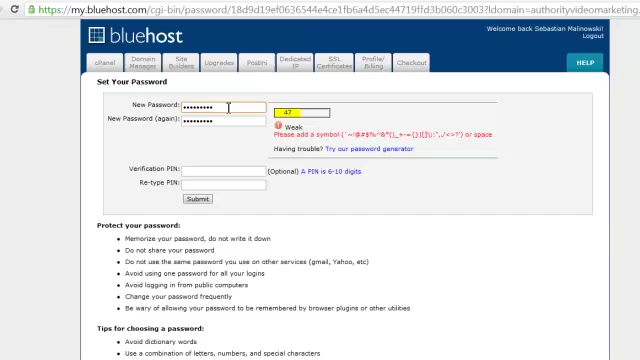 https://my.bluehost.com/cgi-bin/password/18d9d19ef0636544e4ce1fb6a4d5ec44719ffd3b060c3003?ldomain=authorityvideomarketing.
Welcome back Sebastian Malinowski!
Logout
bluehost
cPanel
Domain Manager
Site Builders
Upgrades
Postini
Dedicated IP
SSL Certificates
Profile/ Billing
Checkout
HELP
Set Your Password
New Password: •••••••••
47
New Password (again): •••••••••
Weak
Please add a symbol (`~!@#$%^&*()_+-={}|[]\:;",./<>?') or space
Having trouble? Try our password generator
Verification PIN: (Optional) A PIN is 6-10 digits
Re-type PIN:
Submit
Protect your password:
• Memorize your password, do not write it down
• Do not share your password
• Do not use the same password you use on other services (gmail, Yahoo, etc)
• Avoid using one password for all your logins
• Avoid logging in from public computers
• Change your password frequently
• Be wary of allowing your password to be remembered by browser plugins or other utilities
Tips for choosing a password:
• Avoid dictionary words
• Use a combination of letters, numbers, and special characters